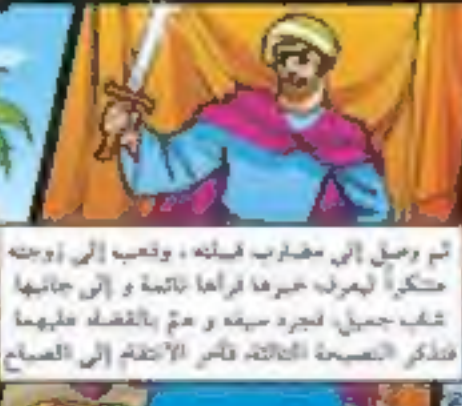 ثم وصل إلى مضارب قبيلته ، وذهب إلى زوجته
متنكراً ليعرف خبرها فرآها نائمة و إلى جانبها
شاب جميل، فجرد سيفه و همّ بالقضاء عليهما
فتذكر النصيحة الثالثة، فأخر الانتقام إلى الصباح